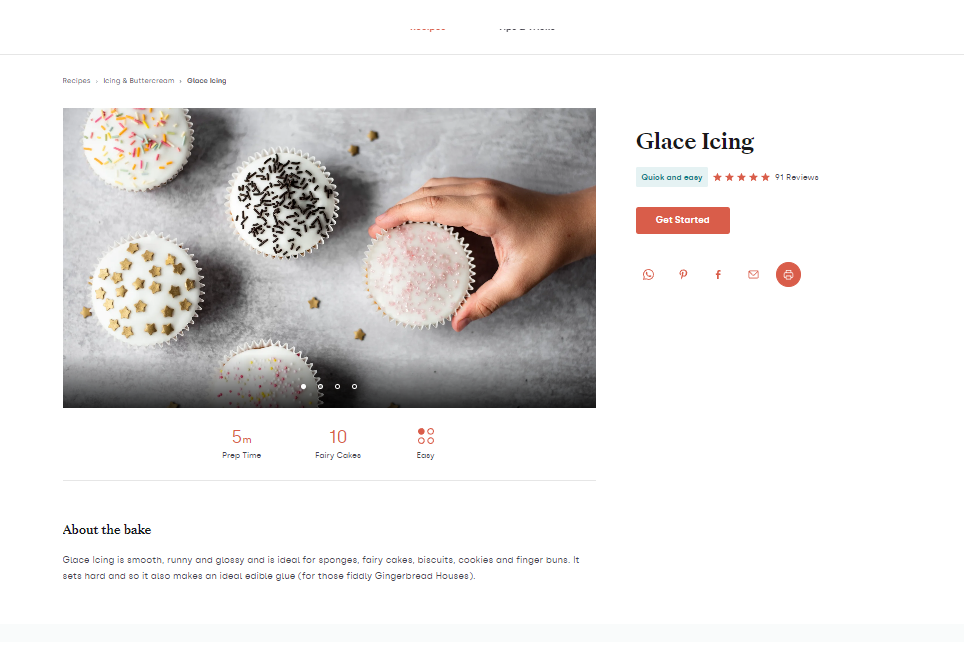 Recipes › Icing & Buttercream › Glace Icing
Glace Icing
Quick and easy
91 Reviews
Get Started
5m
10
Prep Time
Fairy Cakes
Easy
About the bake
Glace Icing is smooth, runny and glossy and is ideal for sponges, fairy cakes, biscuits, cookies and finger buns. It
sets hard and so it also makes an ideal edible glue (for those fiddly Gingerbread Houses).